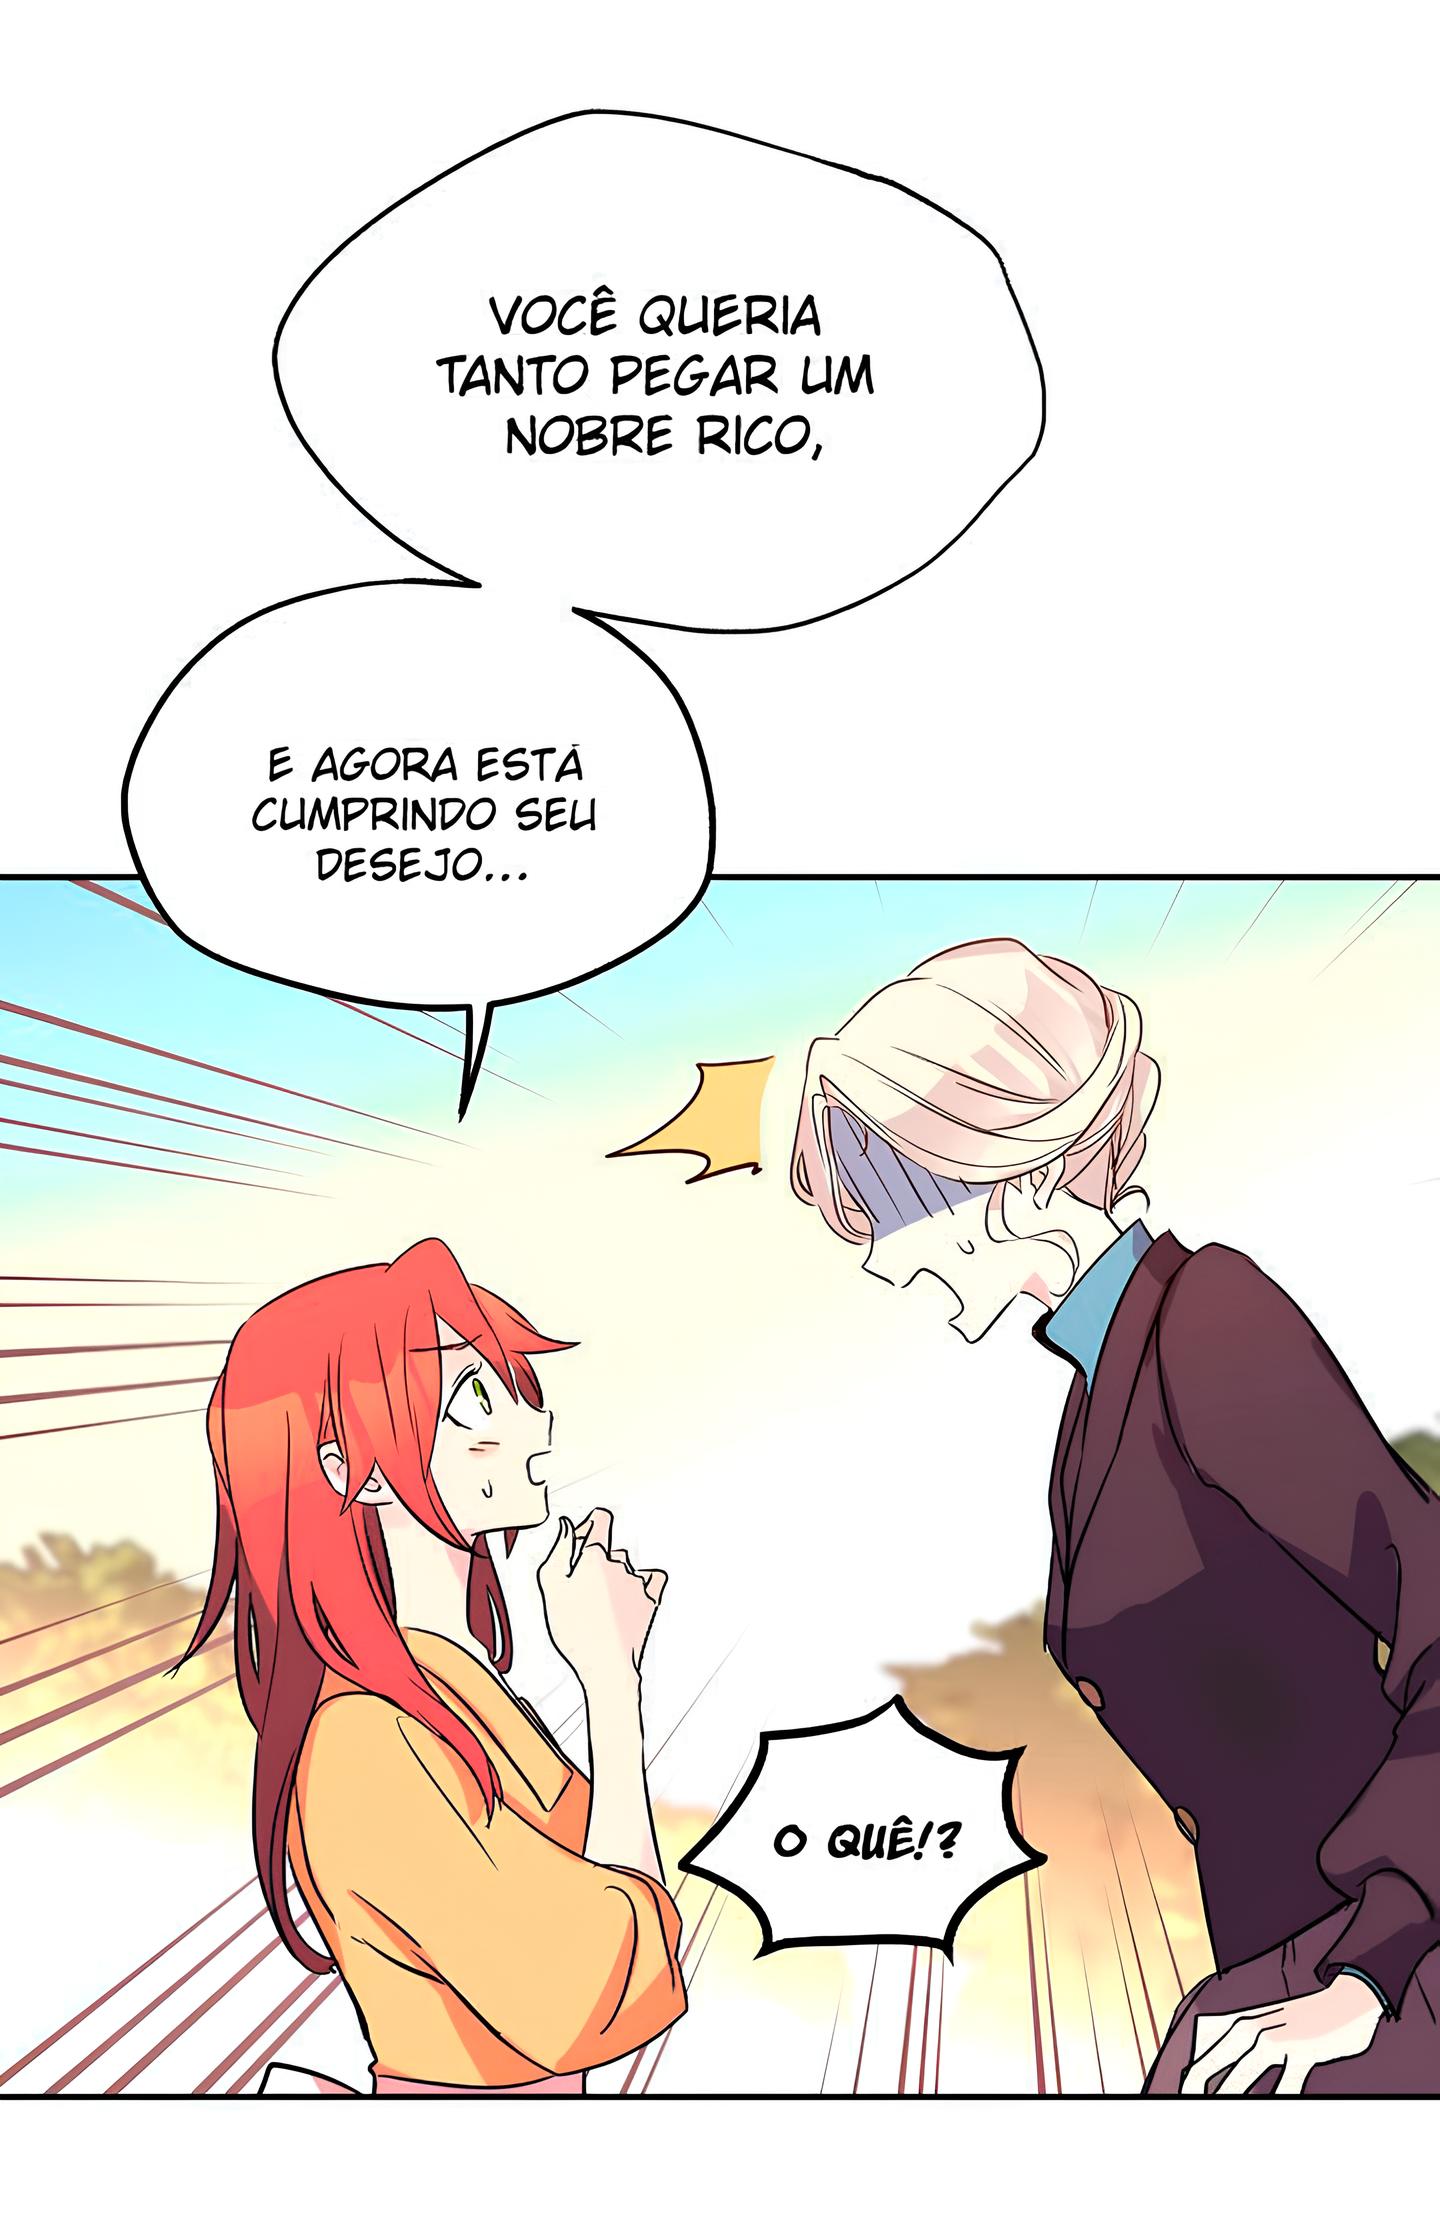 VOCÊ QUERIA
TANTO PEGAR UM
NOBRE RICO,
E AGORA ESTÁ
CUMPRINDO SEU
DESEJO...
O QUÊ!?